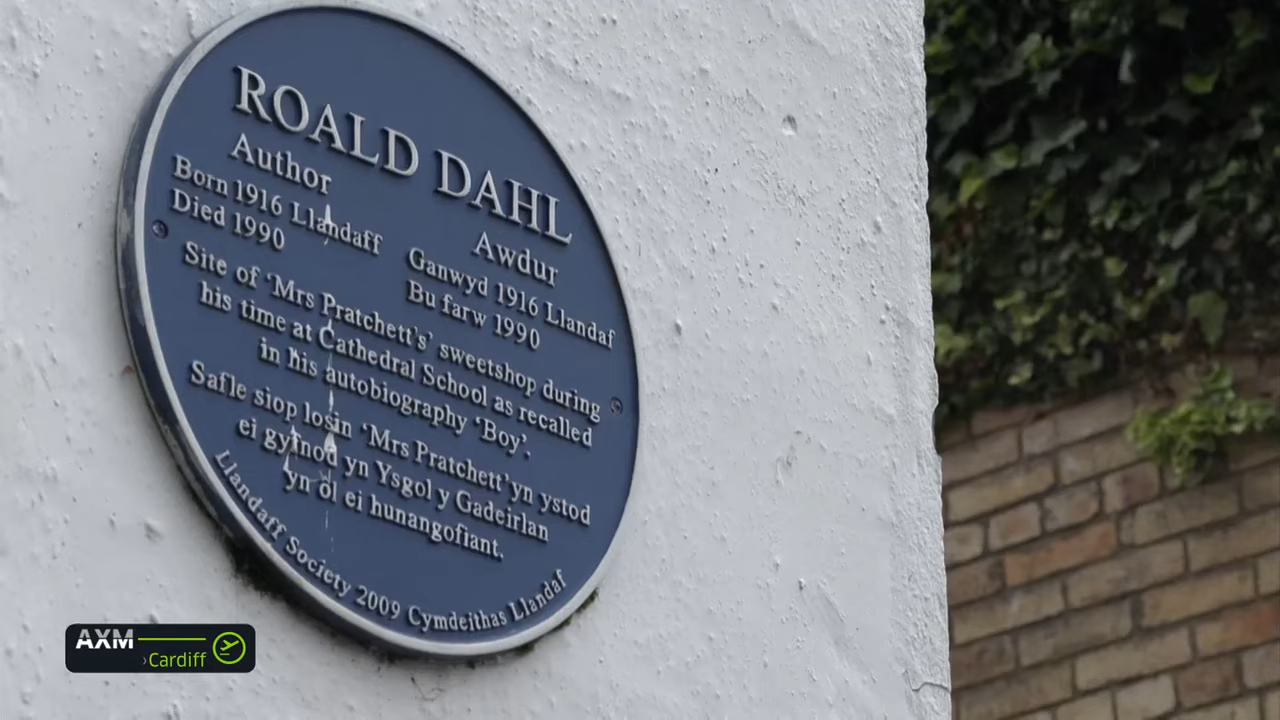 ROALD DAHL
Author
Born 1916 Llandaff
Died 1990
Awdur
Ganwyd 1916 Llandaf
Bu farw 1990
Site of ‘Mrs Pratchett’s’ sweetshop during
his time at Cathedral School as recalled
in his autobiography ‘Boy’.
Safle siop losin ‘Mrs Pratchett’yn ystod
ei gyfnod yn Ysgol y Gadeirlan
yn ôl ei hunangofiant.
Llandaff Society 2009 Cymdeithas Llandaf
AXM
Cardiff